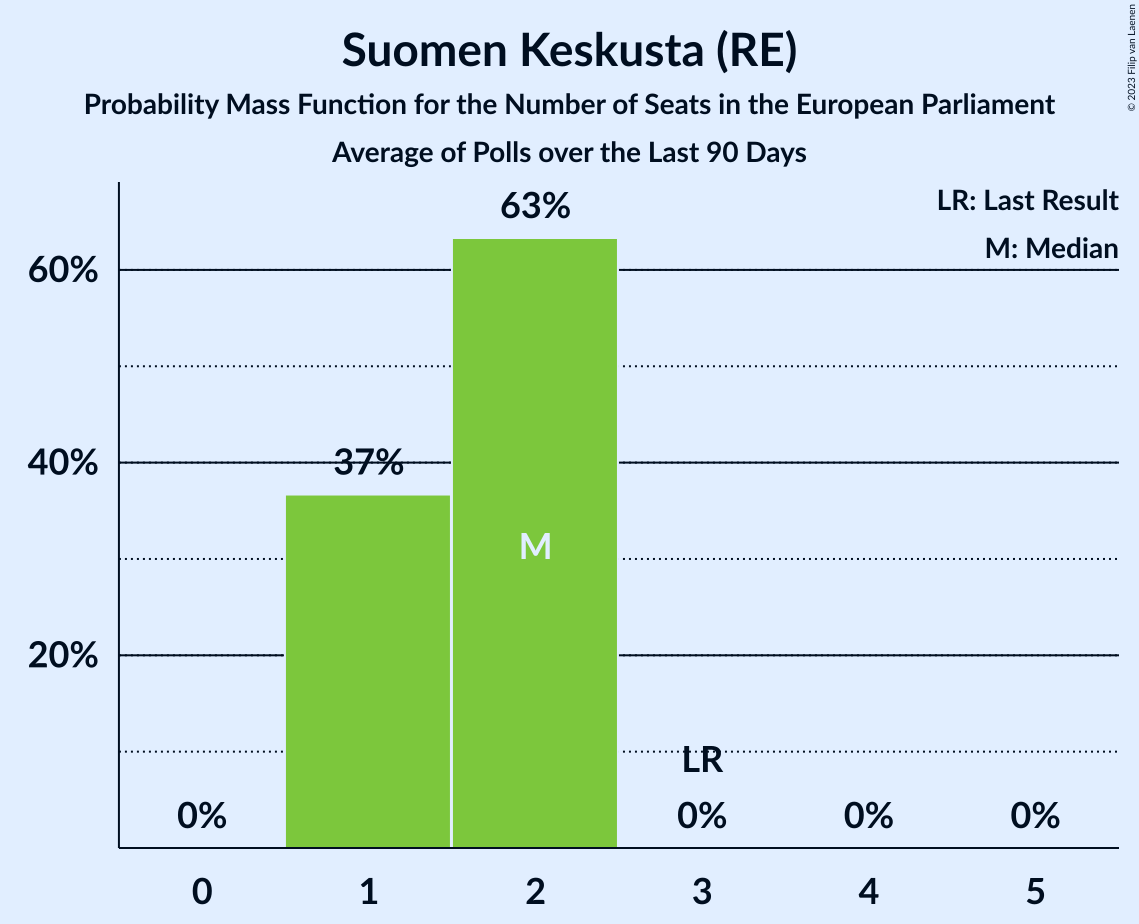 Suomen Keskusta (RE)
Probability Mass Function for the Number of Seats in the European Parliament
Average of Polls over the Last 90 Days
© 2023 Filip van Laenen
LR: Last Result
M: Median
63%
60%
37%
40%
M
20%
LR
0%
0%
0%
0%
0
1
2
3
4
5